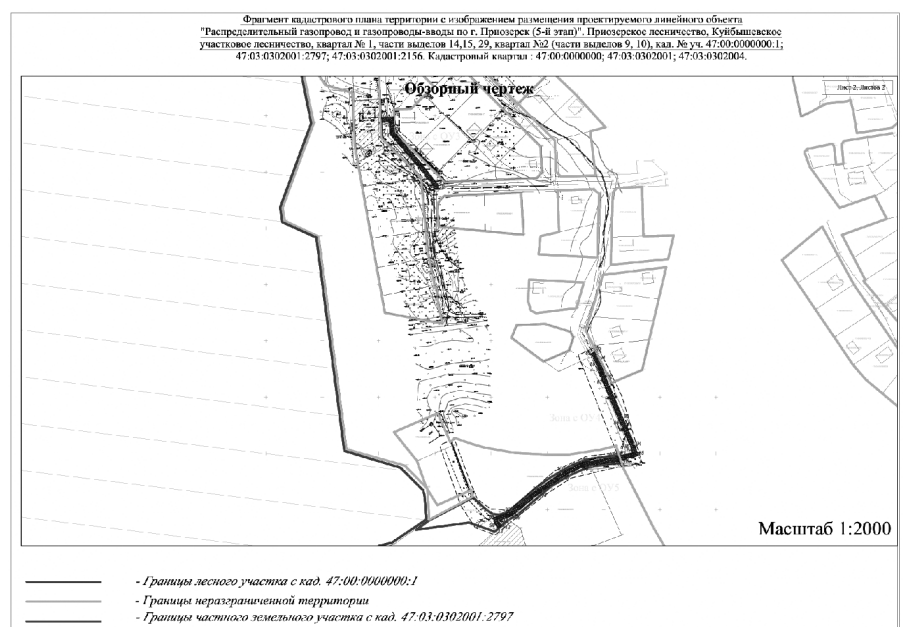 Фрагмент кадастрового плана территории с изображением размещения проектируемого линейного объекта
"Распределительный газопровод и газопроводы-вводы по г. Приозерск (5-й этап)". Приозерское лесничество, Куйбышевское
участковое лесничество, квартал № 1, части выделов 14,15, 29, квартал №2 (части выделов 9, 10), кад. № уч. 47:00:0000000:1;
47:03:0302001:2797; 47:03:0302001:2156. Кадастровый квартал : 47:00:0000000; 47:03:0302001; 47:03:0302004.
Обзорный чертеж
Лист 2. Листов 2
Масштаб 1:2000
- Границы лесного участка с кад. 47:00:0000000:1
- Границы неразграниченной территории
- Границы частного земельного участка с кад. 47:03:0302001:2797